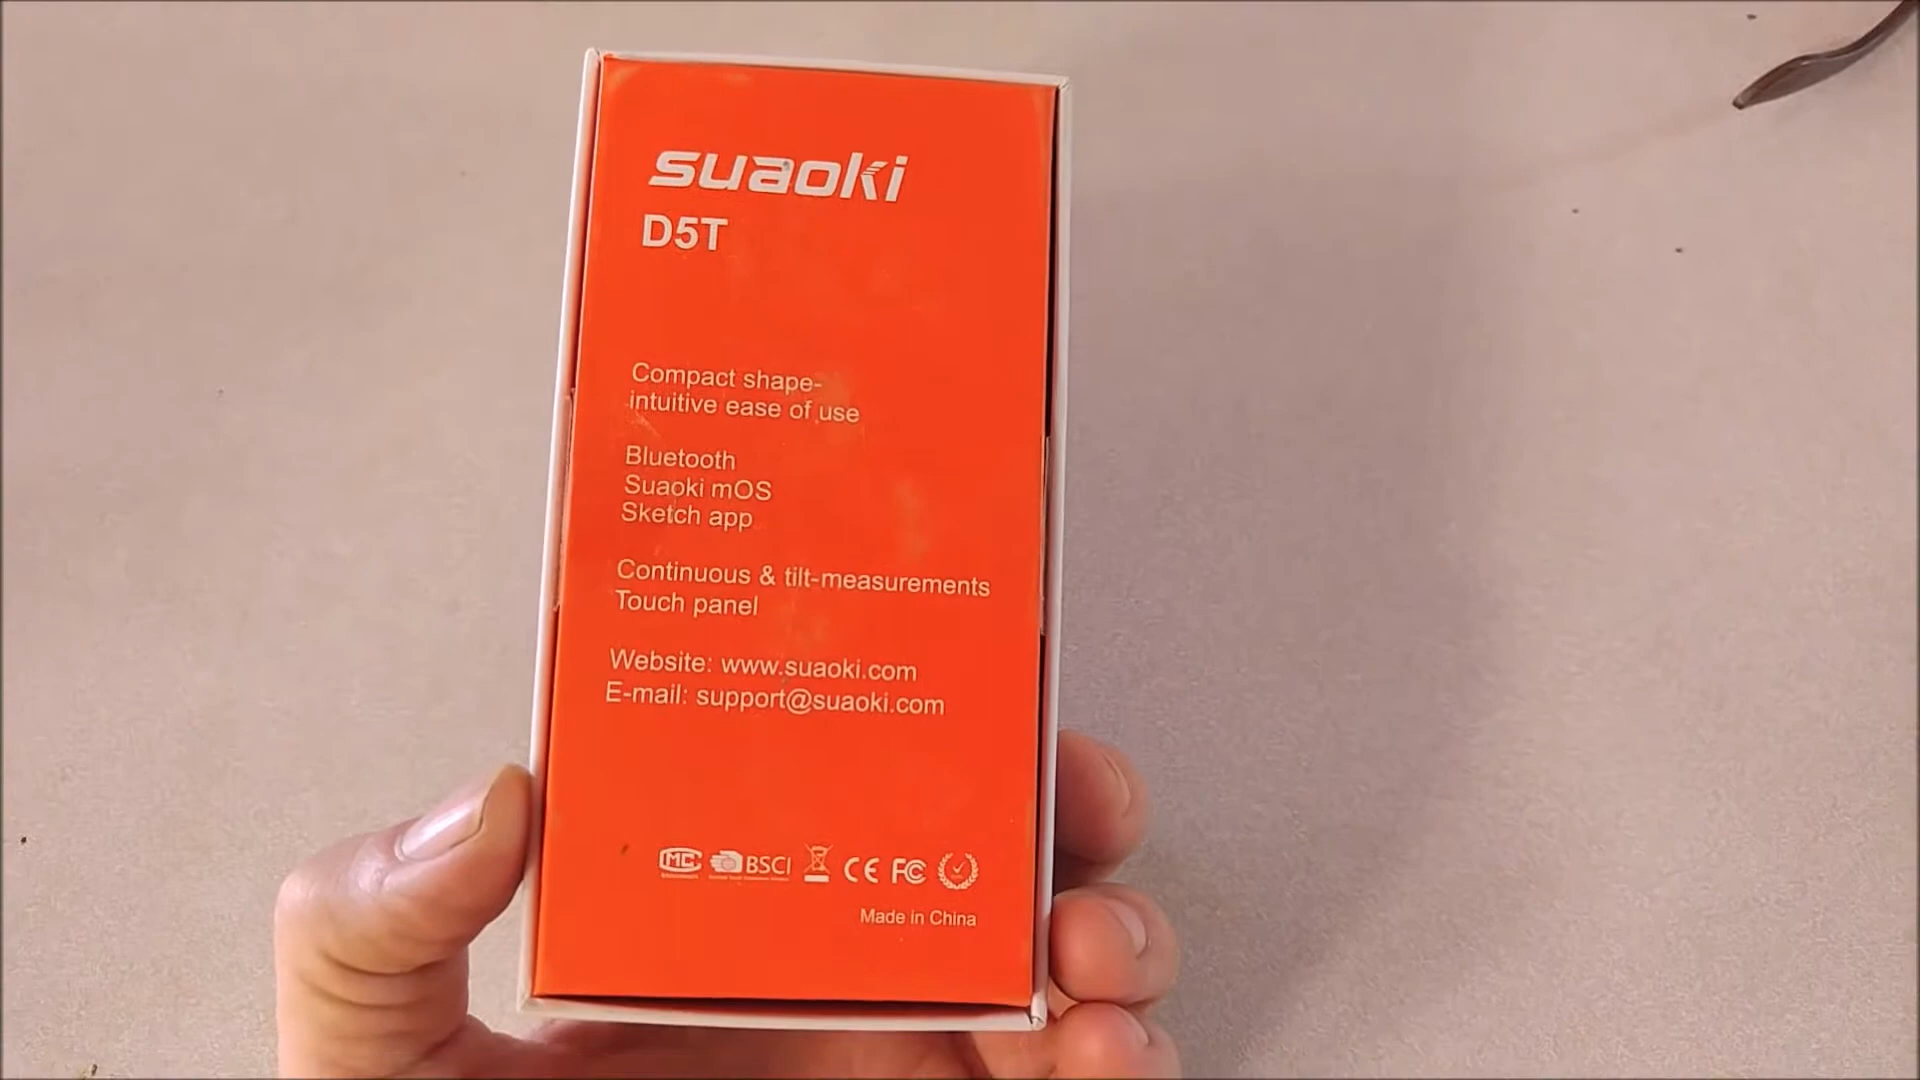 suaoki
D5T
Compact shape-
intuitive ease of use
Bluetooth
Suaoki mOS
Sketch app
Continuous & tilt-measurements
Touch panel
Website: www.suaoki.com
E-mail: support@suaoki.com
MC BSCI CE FC
Made in China